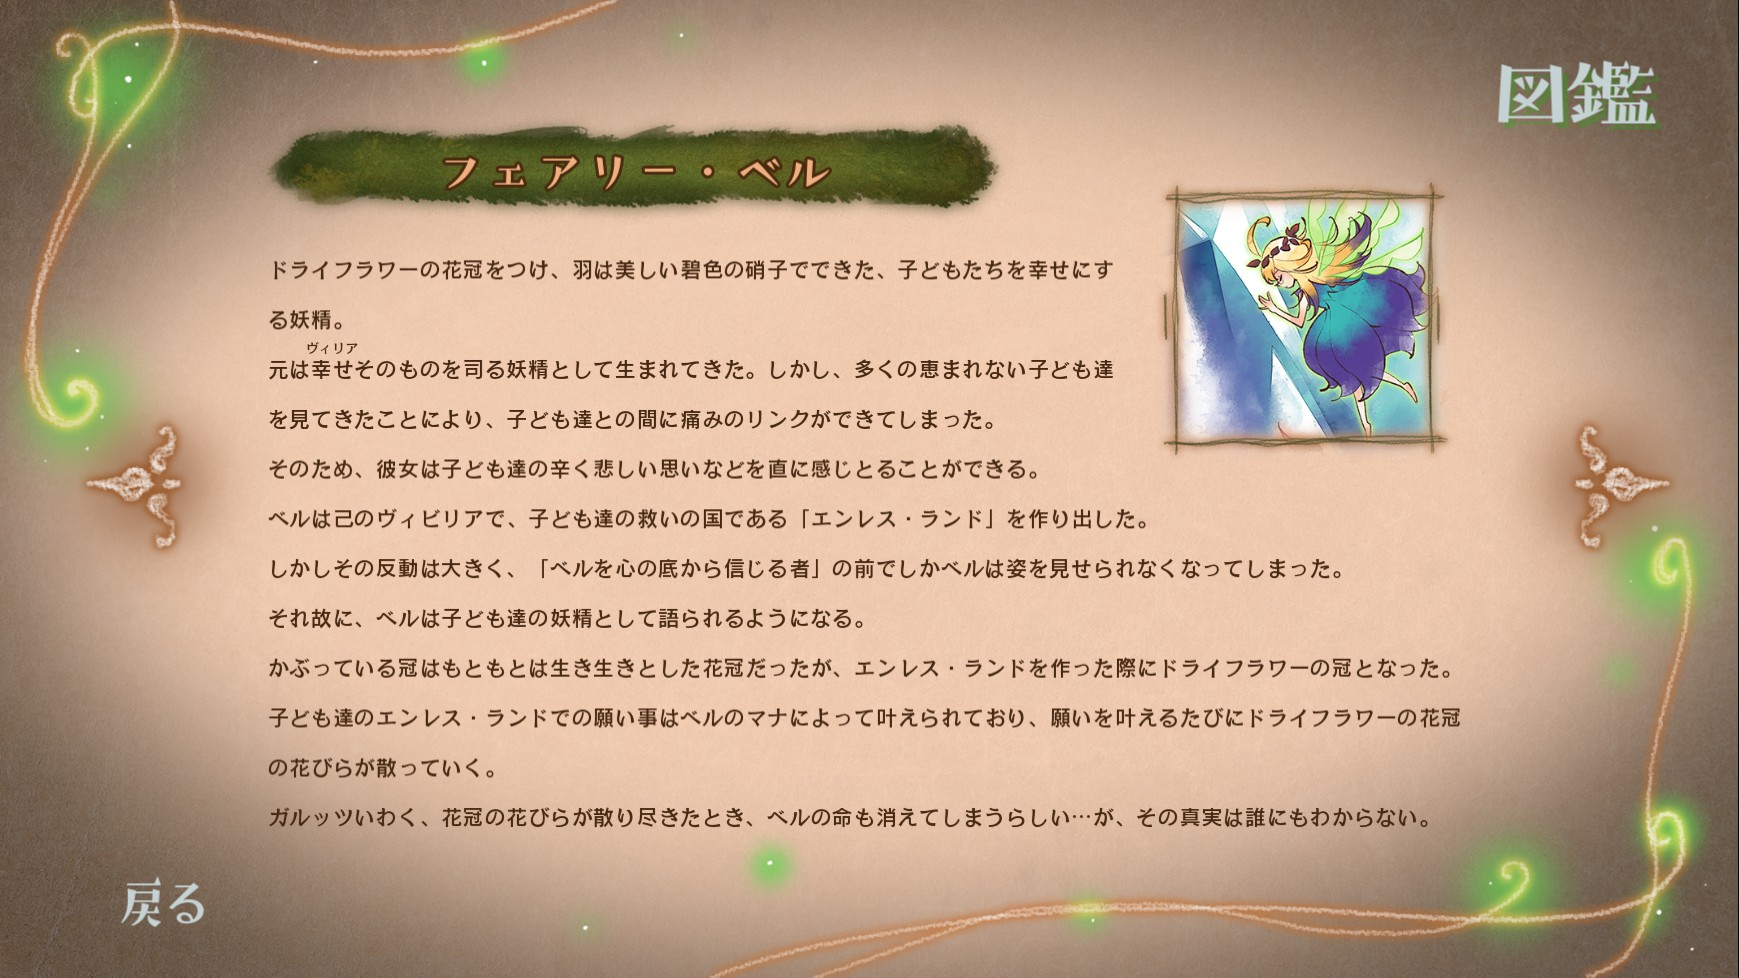 図鑑
フェアリー・ベル
ドライフラワーの花冠をつけ、羽は美しい碧色の硝子でできた、子どもたちを幸せにす
る妖精。
ヴィリア
元は幸せそのものを司る妖精として生まれてきた。しかし、多くの恵まれない子ども達
を見てきたことにより、子ども達との間に痛みのリンクができてしまった。
そのため、彼女は子ども達の辛く悲しい思いなどを直に感じとることができる。
ベルは己のヴィビリアで、子ども達の救いの国である「エンレス・ランド」を作り出した。
しかしその反動は大きく、「ベルを心の底から信じる者」の前でしかベルは姿を見せられなくなってしまった。
それ故に、ベルは子ども達の妖精として語られるようになる。
かぶっている冠はもともとは生き生きとした花冠だったが、エンレス・ランドを作った際にドライフラワーの冠となった。
子ども達のエンレス・ランドでの願い事はベルのマナによって叶えられており、願いを叶えるたびにドライフラワーの花冠
の花びらが散っていく。
ガルッツいわく、花冠の花びらが散り尽きたとき、ベルの命も消えてしまうらしい…が、その真実は誰にもわからない。
戻る